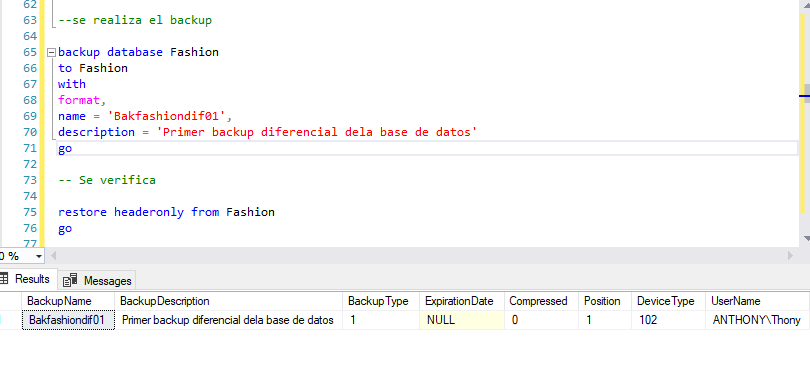 62
63 --se realiza el backup
64
65 backup database Fashion
66 to Fashion
67 with
68 format,
69 name = 'Bakfashiondif01',
70 description = 'Primer backup diferencial dela base de datos'
71 go
72
73 -- Se verifica
74
75 restore headeronly from Fashion
76 go
77
0 %
Results Messages
BackupName BackupDescription BackupType ExpirationDate Compressed Position DeviceType UserName
Bakfashiondif01 Primer backup diferencial dela base de datos 1 NULL 0 1 102 ANTHONY\Thony